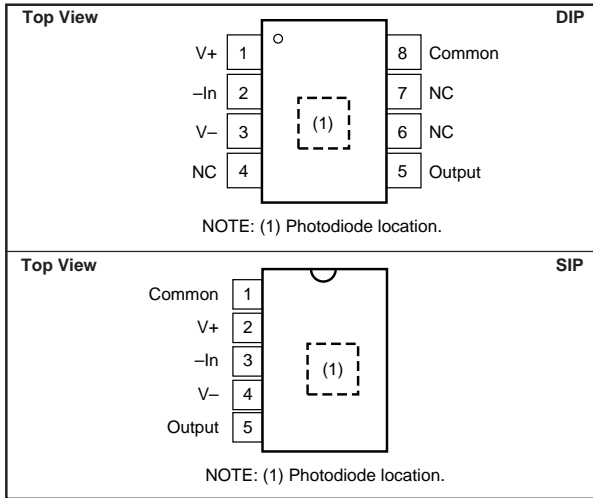 Top View DIP
V+ 1 8 Common
–In 2 7 NC
(1)
V– 3 6 NC
NC 4 5 Output
NOTE: (1) Photodiode location.
Top View SIP
Common 1
V+ 2
–In 3
(1)
V– 4
Output 5
NOTE: (1) Photodiode location.